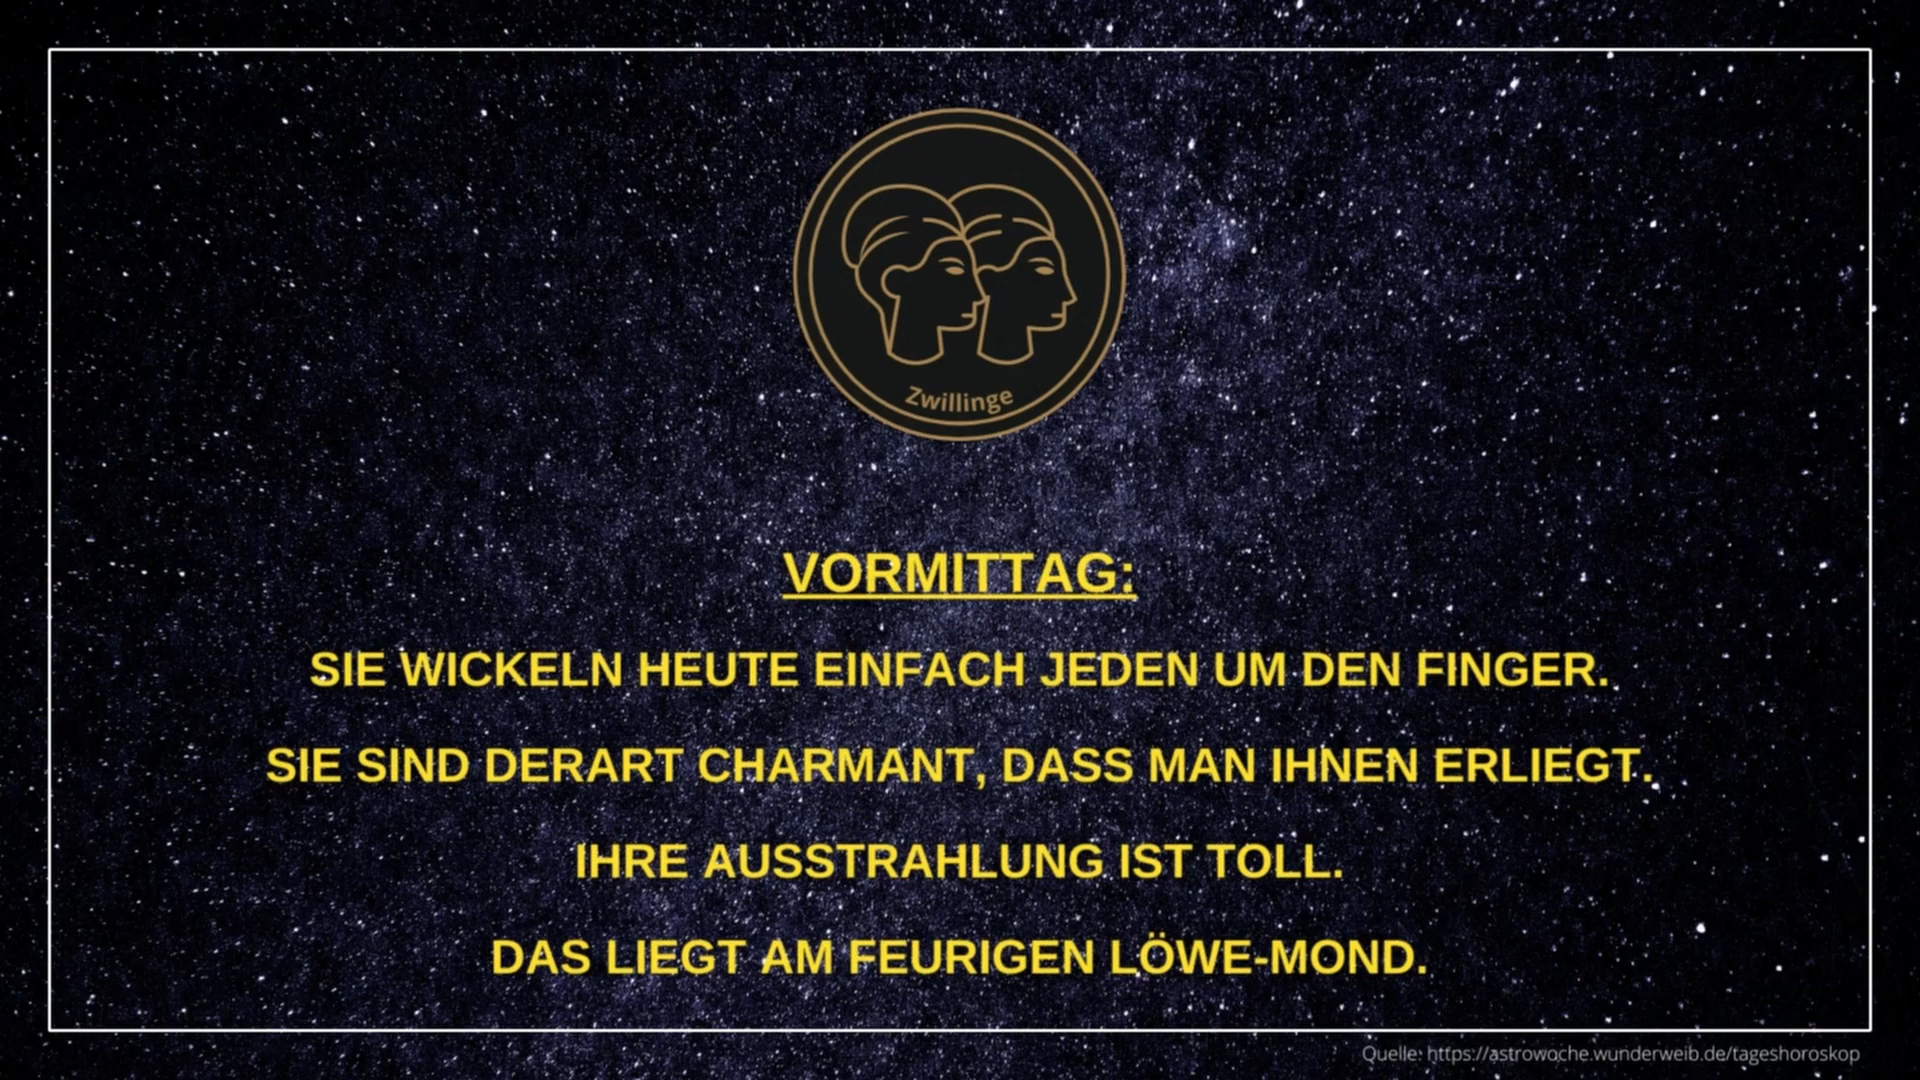 Zwillinge
VORMITTAG:
SIE WICKELN HEUTE EINFACH JEDEN UM DEN FINGER.
SIE SIND DERART CHARMANT, DASS MAN IHNEN ERLIEGT.
IHRE AUSSTRAHLUNG IST TOLL.
DAS LIEGT AM FEURIGEN LÖWE-MOND.
Quelle: https://astrowoche.wunderweib.de/tageshoroskop